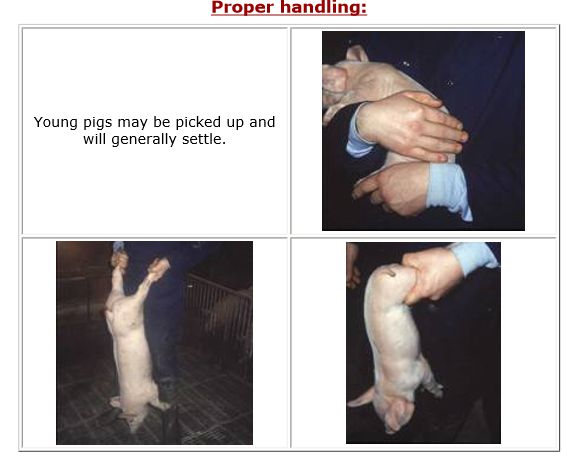 Proper handling:
Young pigs may be picked up and
will generally settle.